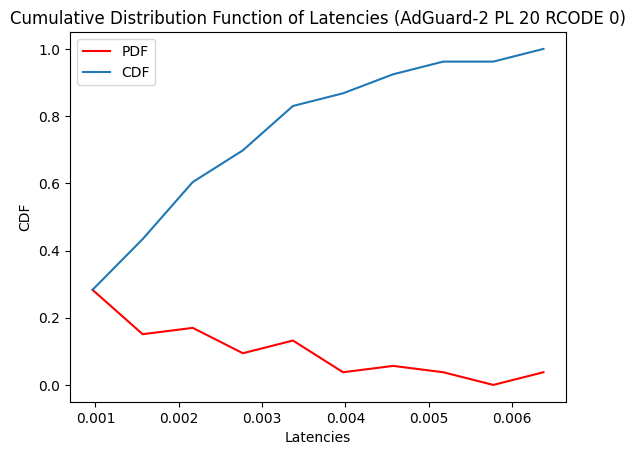 Cumulative Distribution Function of Latencies (AdGuard-2 PL 20 RCODE 0)
PDF
CDF
1.0
0.8
0.6
0.4
0.2
0.0
CDF
0.001 0.002 0.003 0.004 0.005 0.006
Latencies